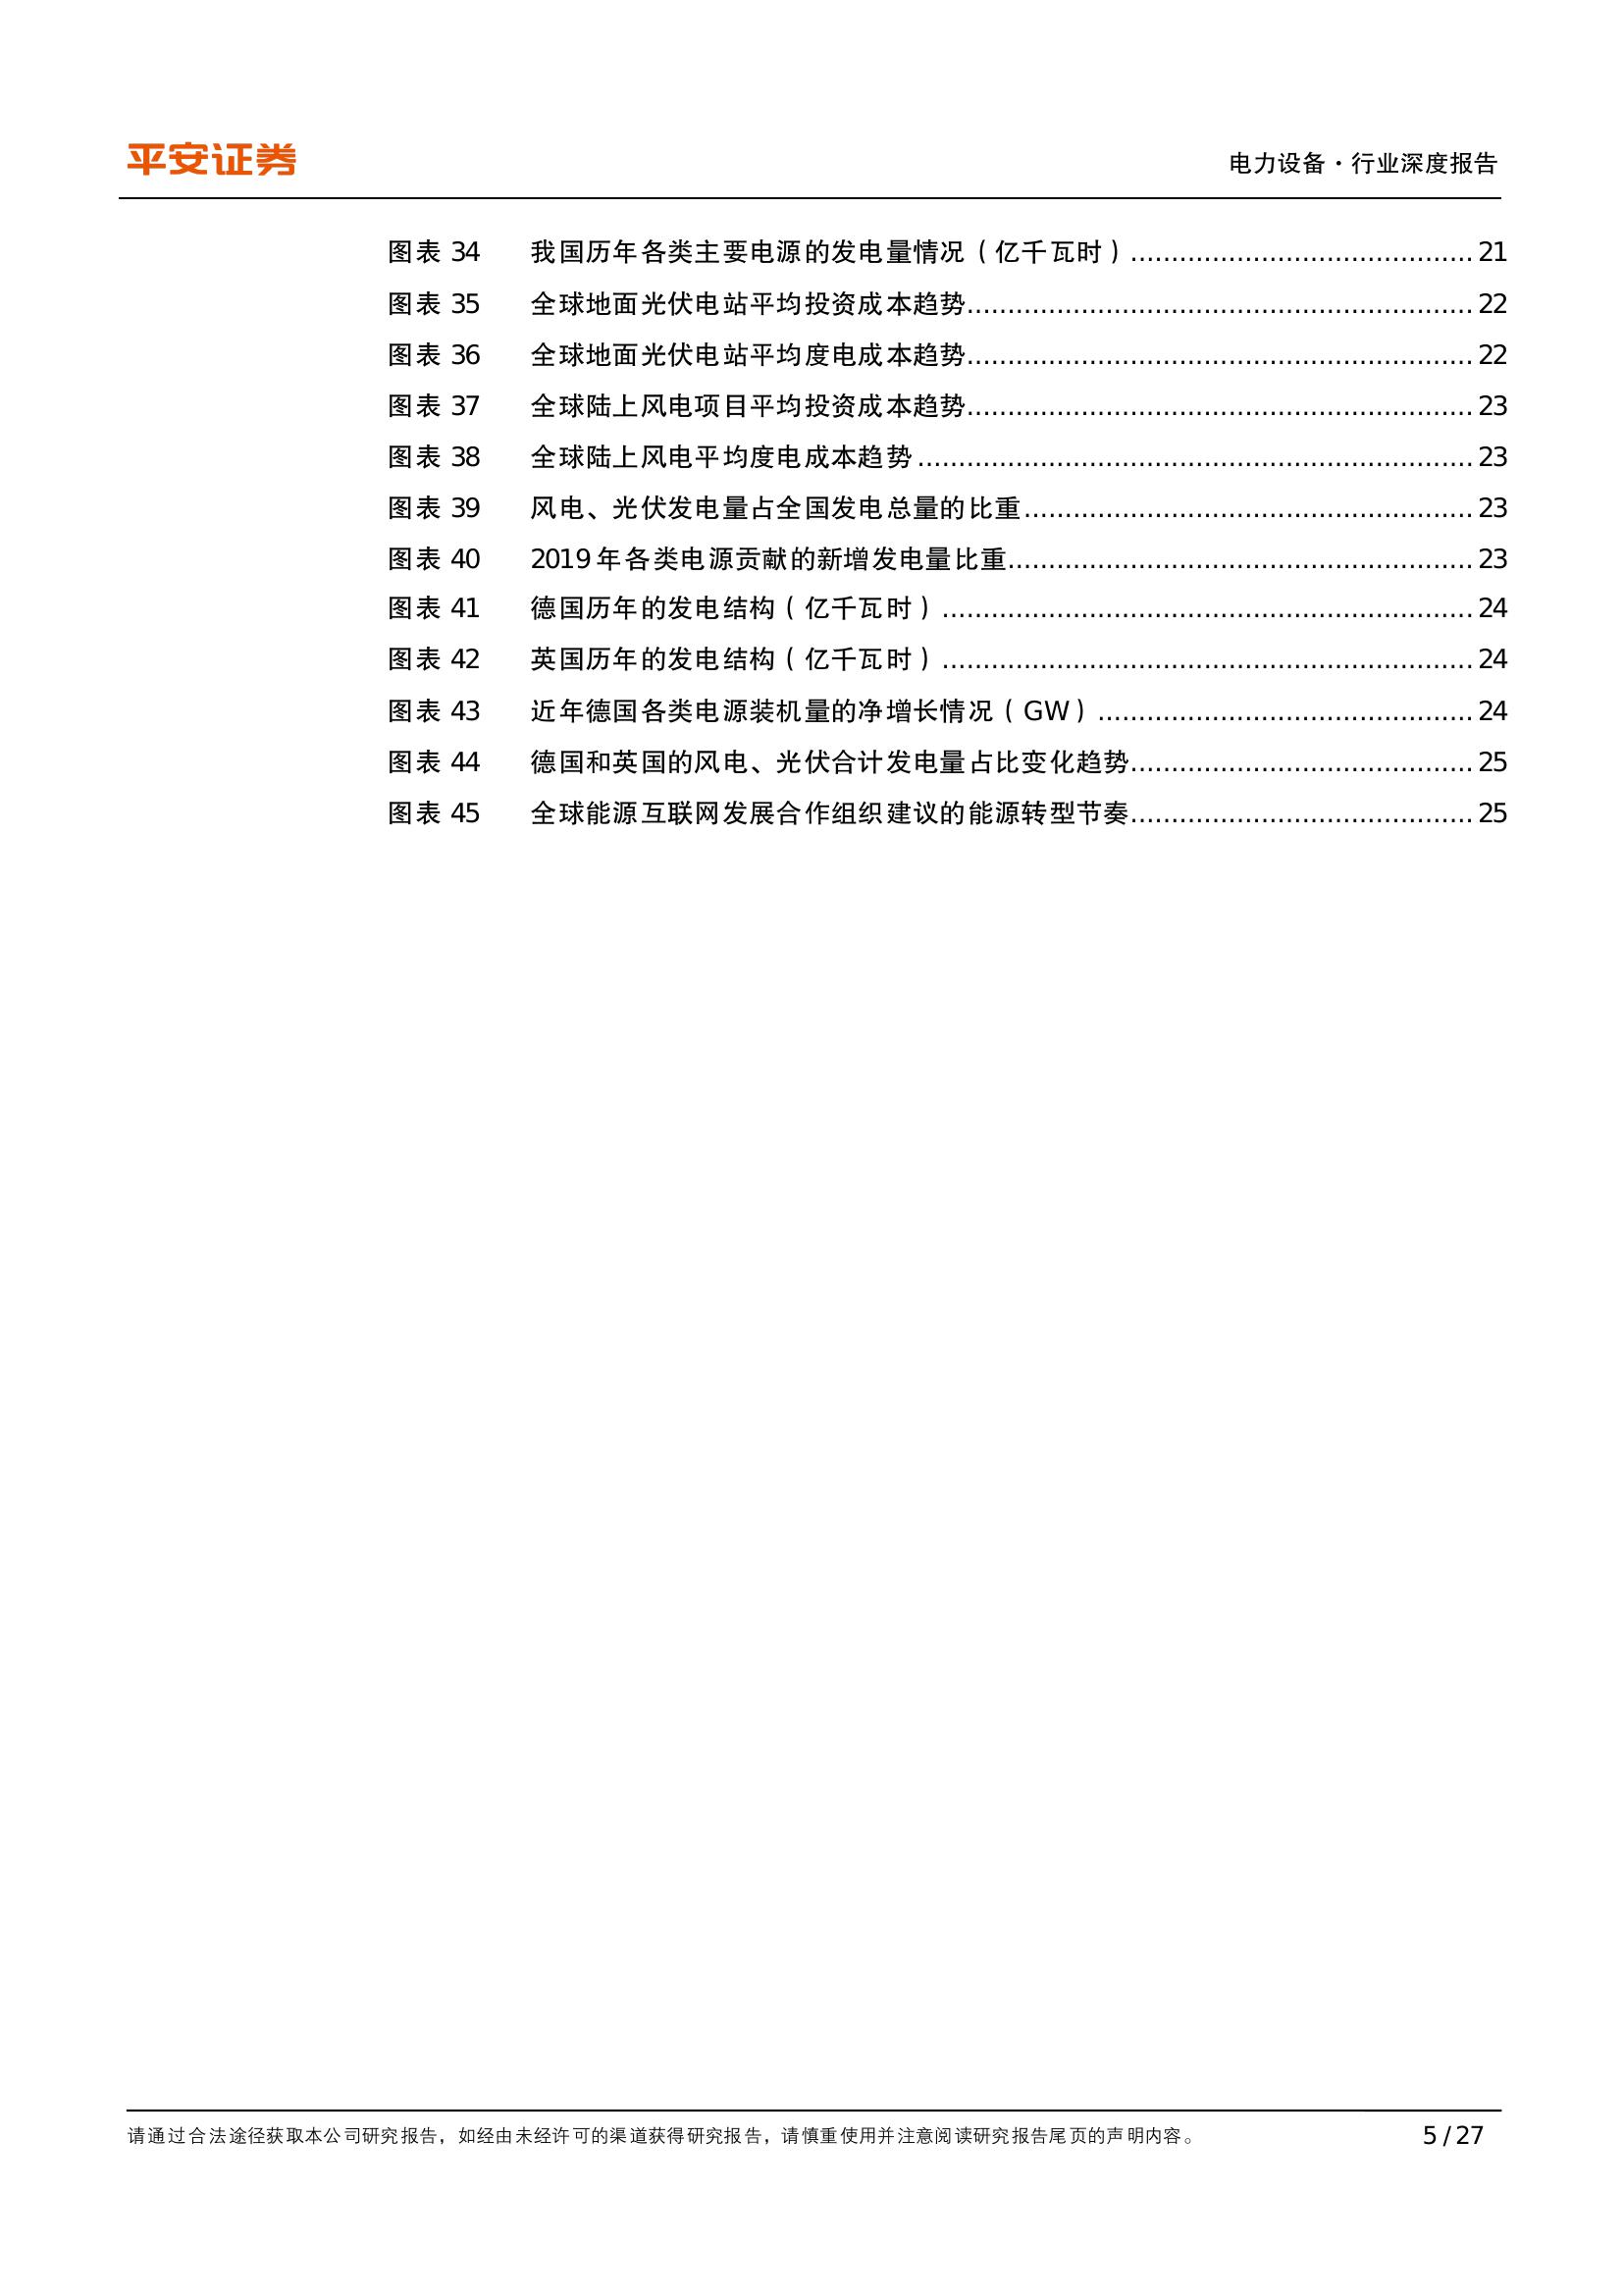 平安证券
电力设备·行业深度报告
图表 34 我国历年各类主要电源的发电量情况（亿千瓦时）..........................................21
图表 35 全球地面光伏电站平均投资成本趋势..............................................................22
图表 36 全球地面光伏电站平均度电成本趋势..............................................................22
图表 37 全球陆上风电项目平均投资成本趋势..............................................................23
图表 38 全球陆上风电平均度电成本趋势....................................................................23
图表 39 风电、光伏发电量占全国发电总量的比重.......................................................23
图表 40 2019 年各类电源贡献的新增发电量比重.........................................................23
图表 41 德国历年的发电结构（亿千瓦时）.................................................................24
图表 42 英国历年的发电结构（亿千瓦时）.................................................................24
图表 43 近年德国各类电源装机量的净增长情况（GW）..............................................24
图表 44 德国和英国的风电、光伏合计发电量占比变化趋势..........................................25
图表 45 全球能源互联网发展合作组织建议的能源转型节奏..........................................25
请通过合法途径获取本公司研究报告，如经由未经许可的渠道获得研究报告，请慎重使用并注意阅读研究报告尾页的声明内容。
5 / 27